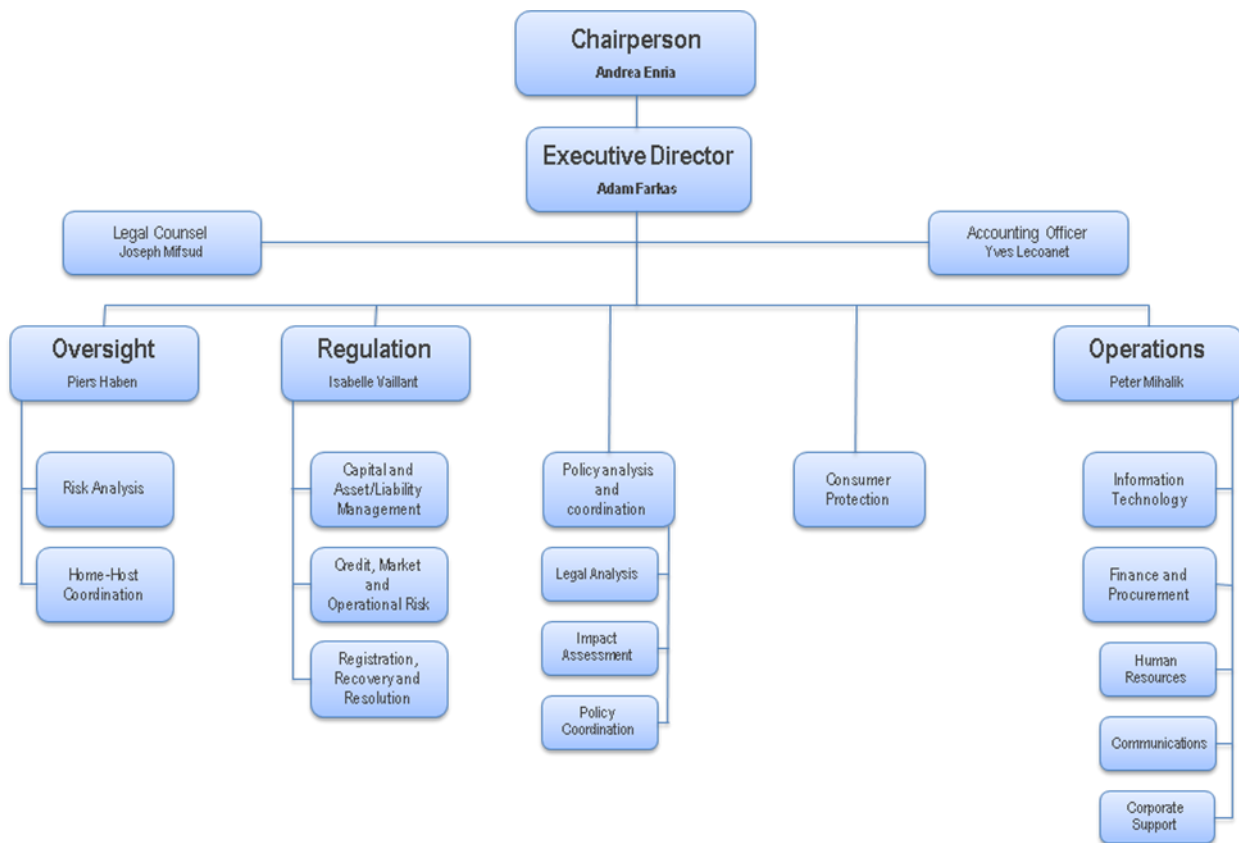 Chairperson
Andrea Enria
Executive Director
Adam Farkas
Legal Counsel
Joseph Mifsud
Accounting Officer
Yves Lecoanet
Oversight
Piers Haben
Regulation
Isabelle Vaillant
Operations
Peter Mihalik
Risk Analysis
Home-Host
Coordination
Capital and
Asset/Liability
Management
Credit, Market
and
Operational Risk
Registration,
Recovery and
Resolution
Policy analysis
and
coordination
Legal Analysis
Impact
Assessment
Policy
Coordination
Consumer
Protection
Information
Technology
Finance and
Procurement
Human
Resources
Communications
Corporate
Support